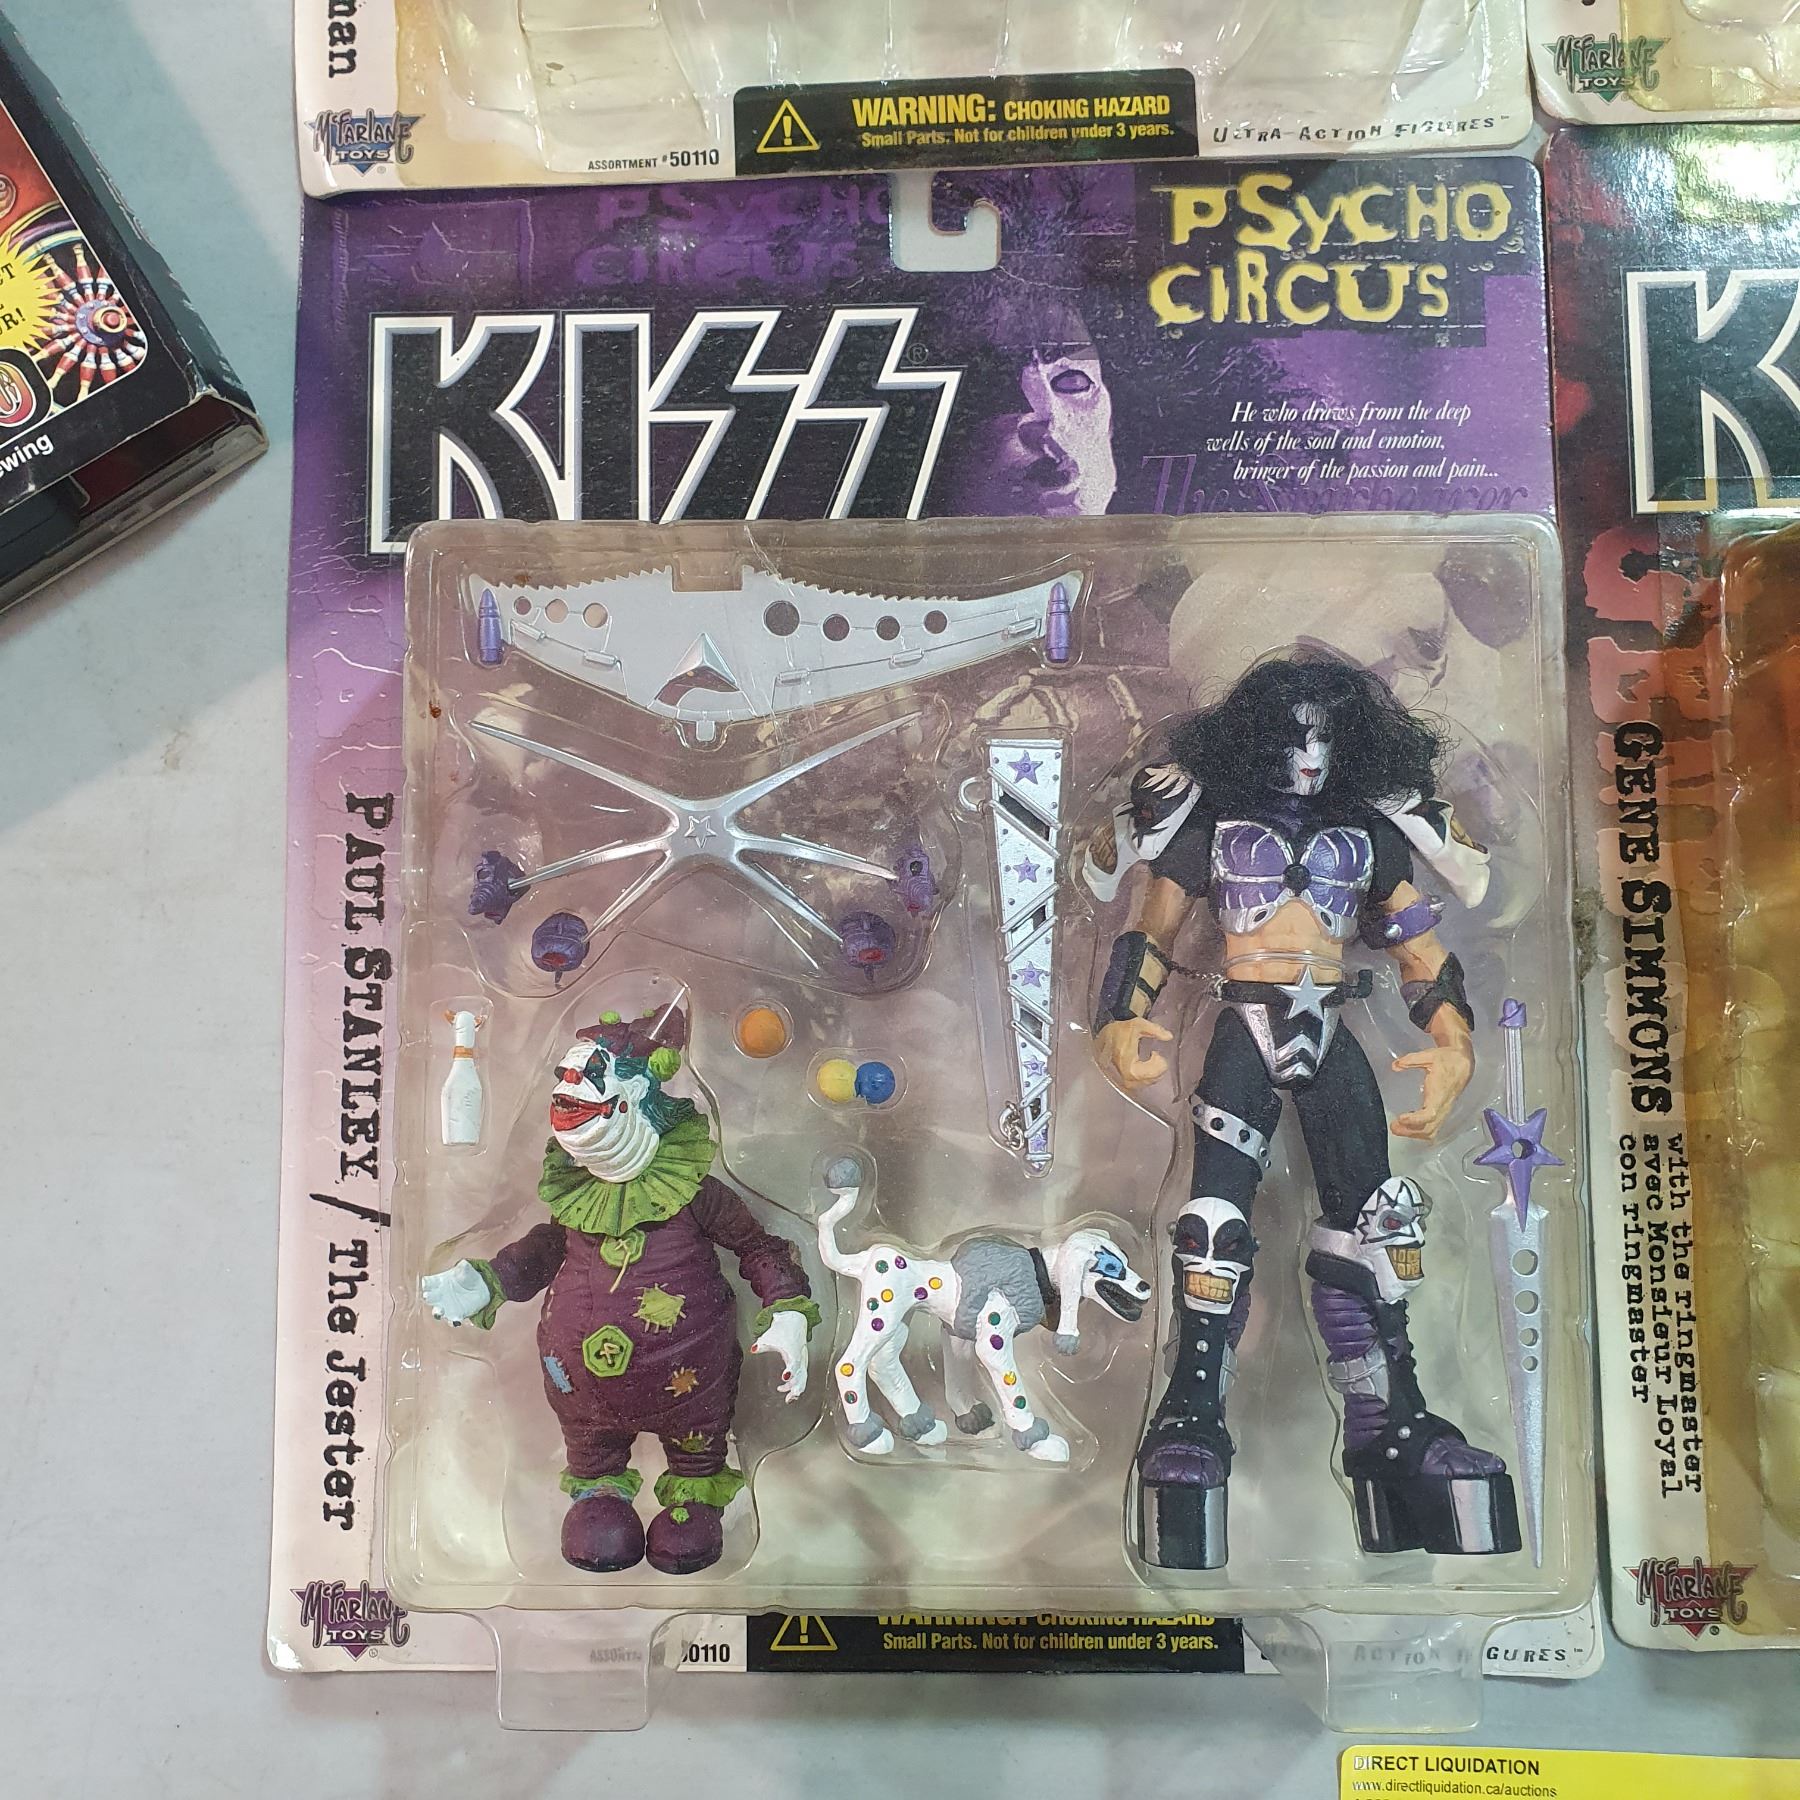 man
McFARLANE
TOYS
ASSORTMENT #50110
WARNING: CHOKING HAZARD
Small Parts. Not for children under 3 years.
ULTRA-ACTION FIGURES™
McFARLANE
TOYS
R!
ewing
PSYCHO
CIRCUS
KISS®
PSYCHO
CIRCUS
He who draws from the deep
wells of the soul and emotion,
bringer of the passion and pain...
PAUL STANLEY / The Jester
McFARLANE
TOYS®
50110
WARNING: CHOKING HAZARD
Small Parts. Not for children under 3 years.
GURES™
K
GENE SIMMONS
with the ringmaster
avec Monsieur Loyal
con ringmaster
McFARLANE
TOYS®
DIRECT LIQUIDATION
www.directliquidation.ca/auctions